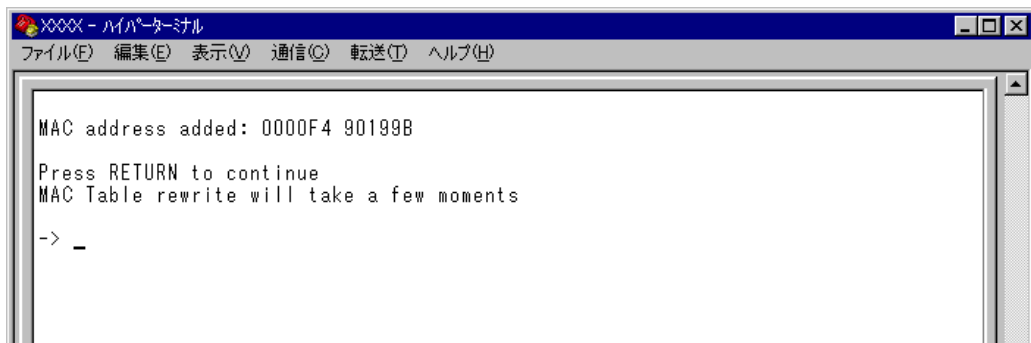 XXXX - ﾊｲﾊﾟｰﾀｰﾐﾅﾙ
ファイル(F) 編集(E) 表示(V) 通信(C) 転送(T) ヘルプ(H)
MAC address added: 0000F4 90199B
Press RETURN to continue
MAC Table rewrite will take a few moments
-> _